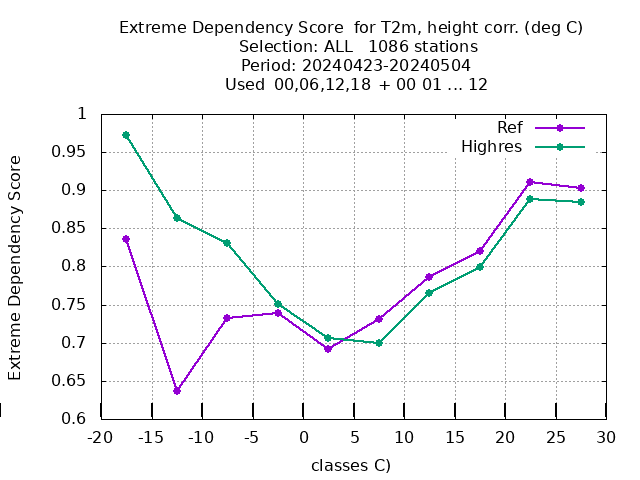 Extreme Dependency Score  for T2m, height corr. (deg C)
Selection: ALL   1086 stations
Period: 20240423-20240504
Used  00,06,12,18 + 00 01 ... 12
Ref
Highres
Extreme Dependency Score
1
0.95
0.9
0.85
0.8
0.75
0.7
0.65
0.6
-20 -15 -10 -5 0 5 10 15 20 25 30
classes C)